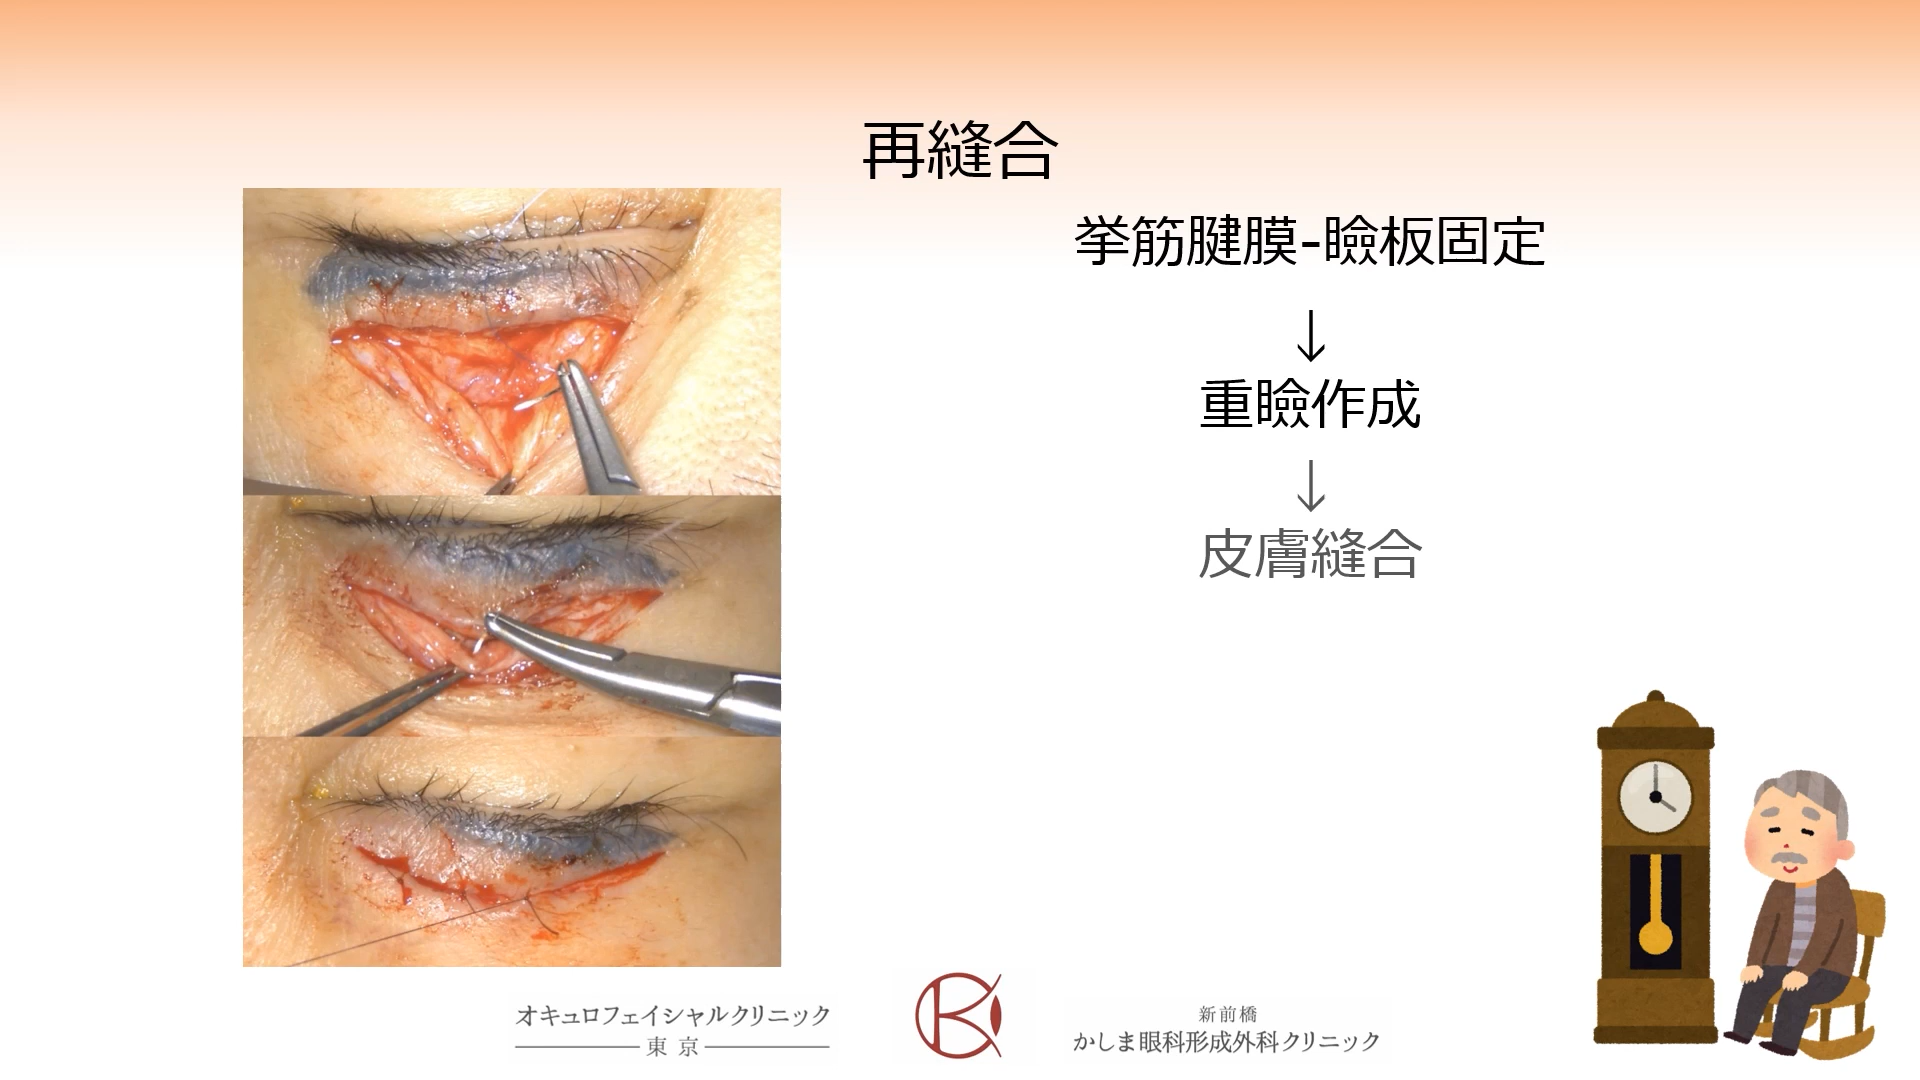 再縫合
挙筋腱膜-瞼板固定
↓
重瞼作成
↓
皮膚縫合
オキュロフェイシャルクリニック
東京
新前橋
かしま眼科形成外科クリニック